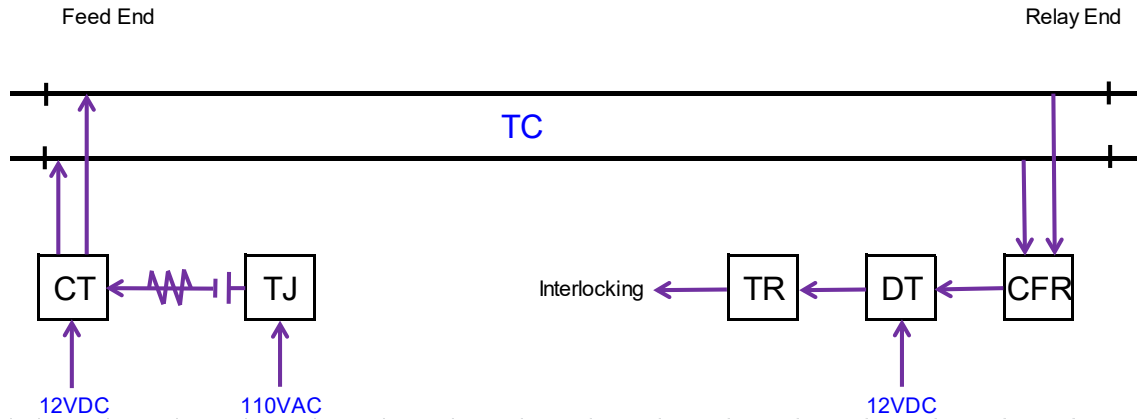 Feed End
Relay End
TC
CT
TJ
Interlocking
TR
DT
CFR
12VDC
110VAC
12VDC